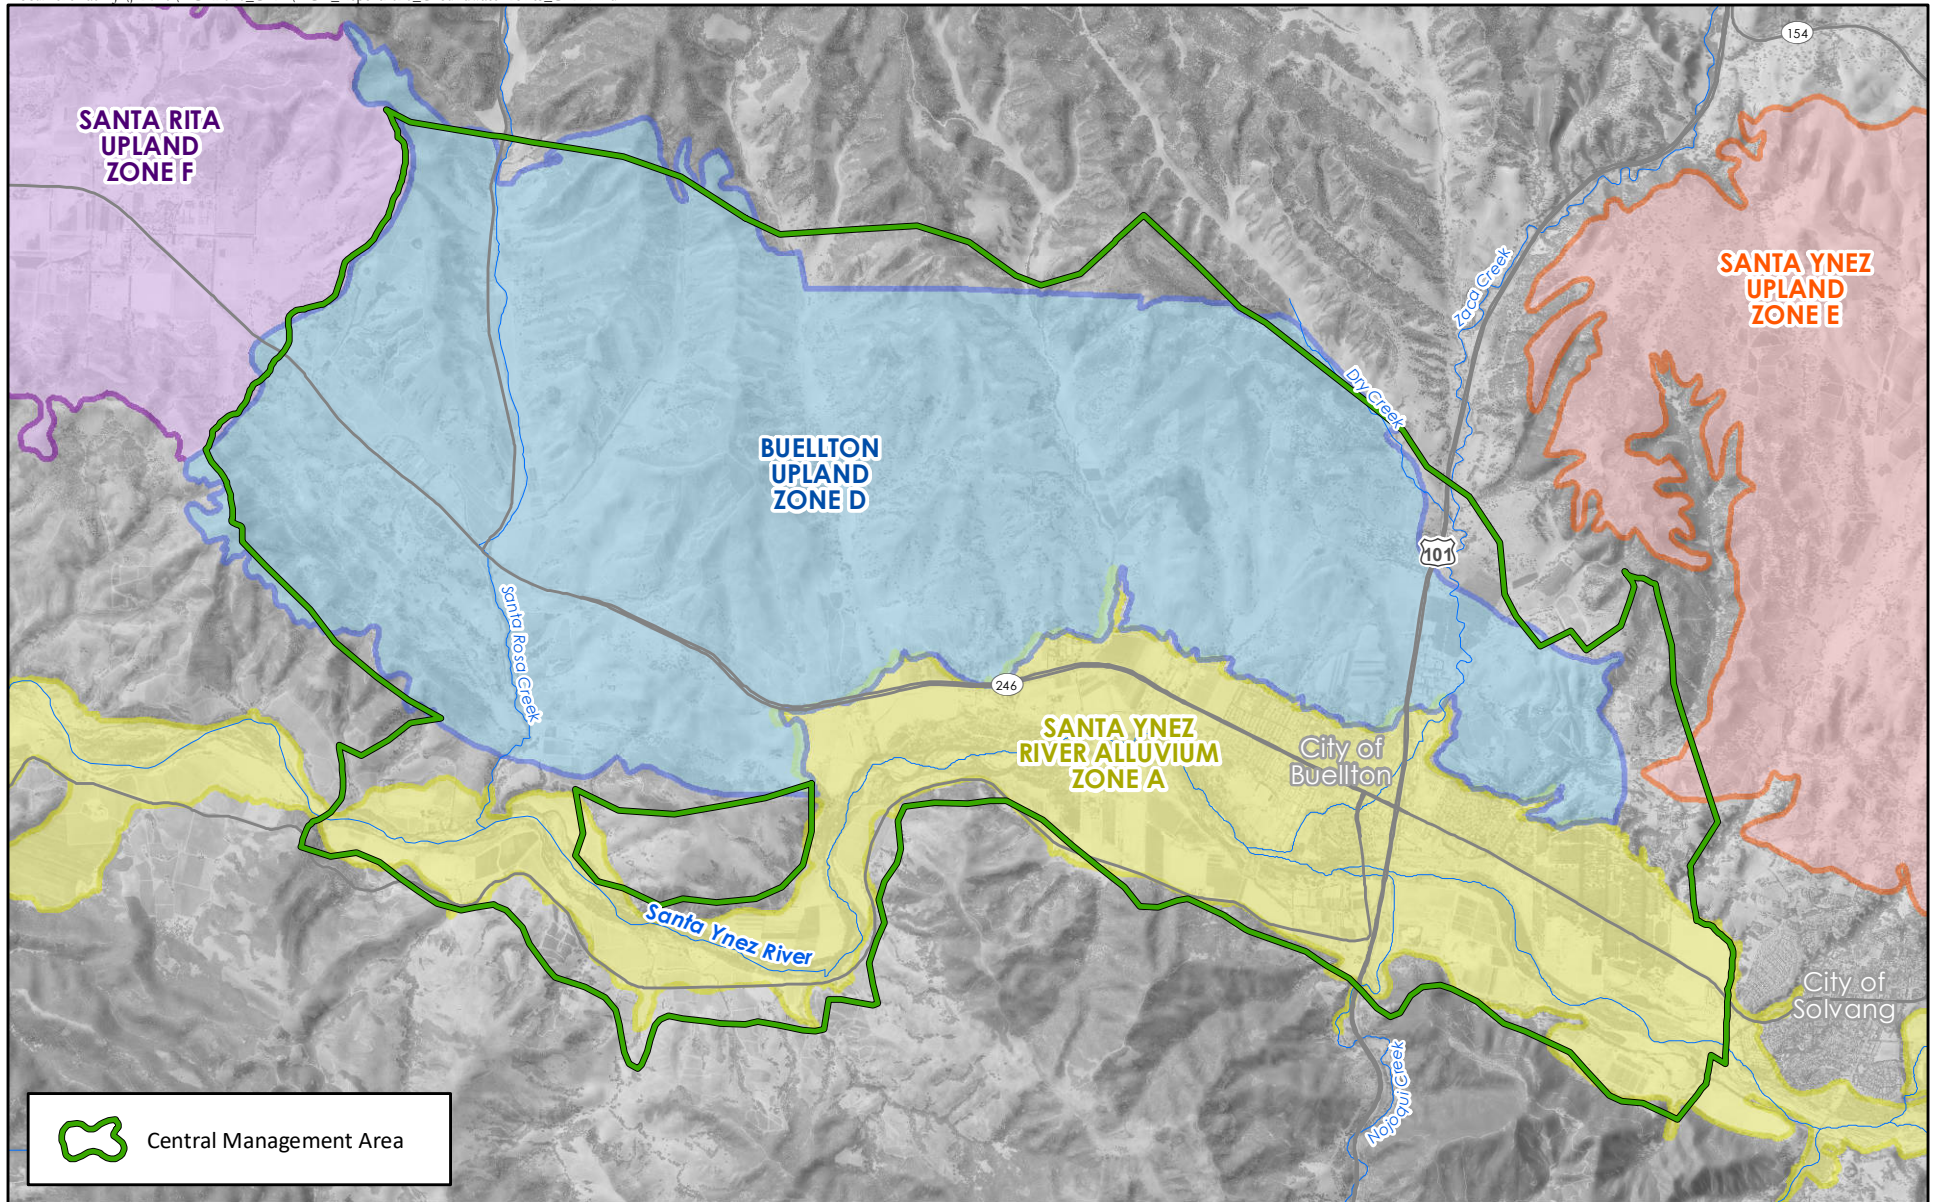 154
SANTA RITA
UPLAND
ZONE F
Zaca Creek
SANTA YNEZ
UPLAND
ZONE E
Dry Creek
BUELLTON
UPLAND
ZONE D
101
Santa Rosa Creek
246
SANTA YNEZ
RIVER ALLUVIUM
ZONE A
City of
Buellton
Santa Ynez River
City of
Solvang
Nojoqui Creek
Central Management Area